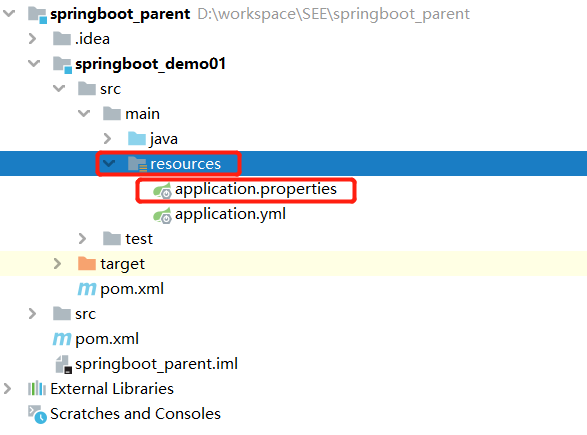 springboot_parent D:\workspace\SEE\springboot_parent
.idea
springboot_demo01
src
main
java
resources
application.properties
application.yml
test
target
pom.xml
src
pom.xml
springboot_parent.iml
External Libraries
Scratches and Consoles